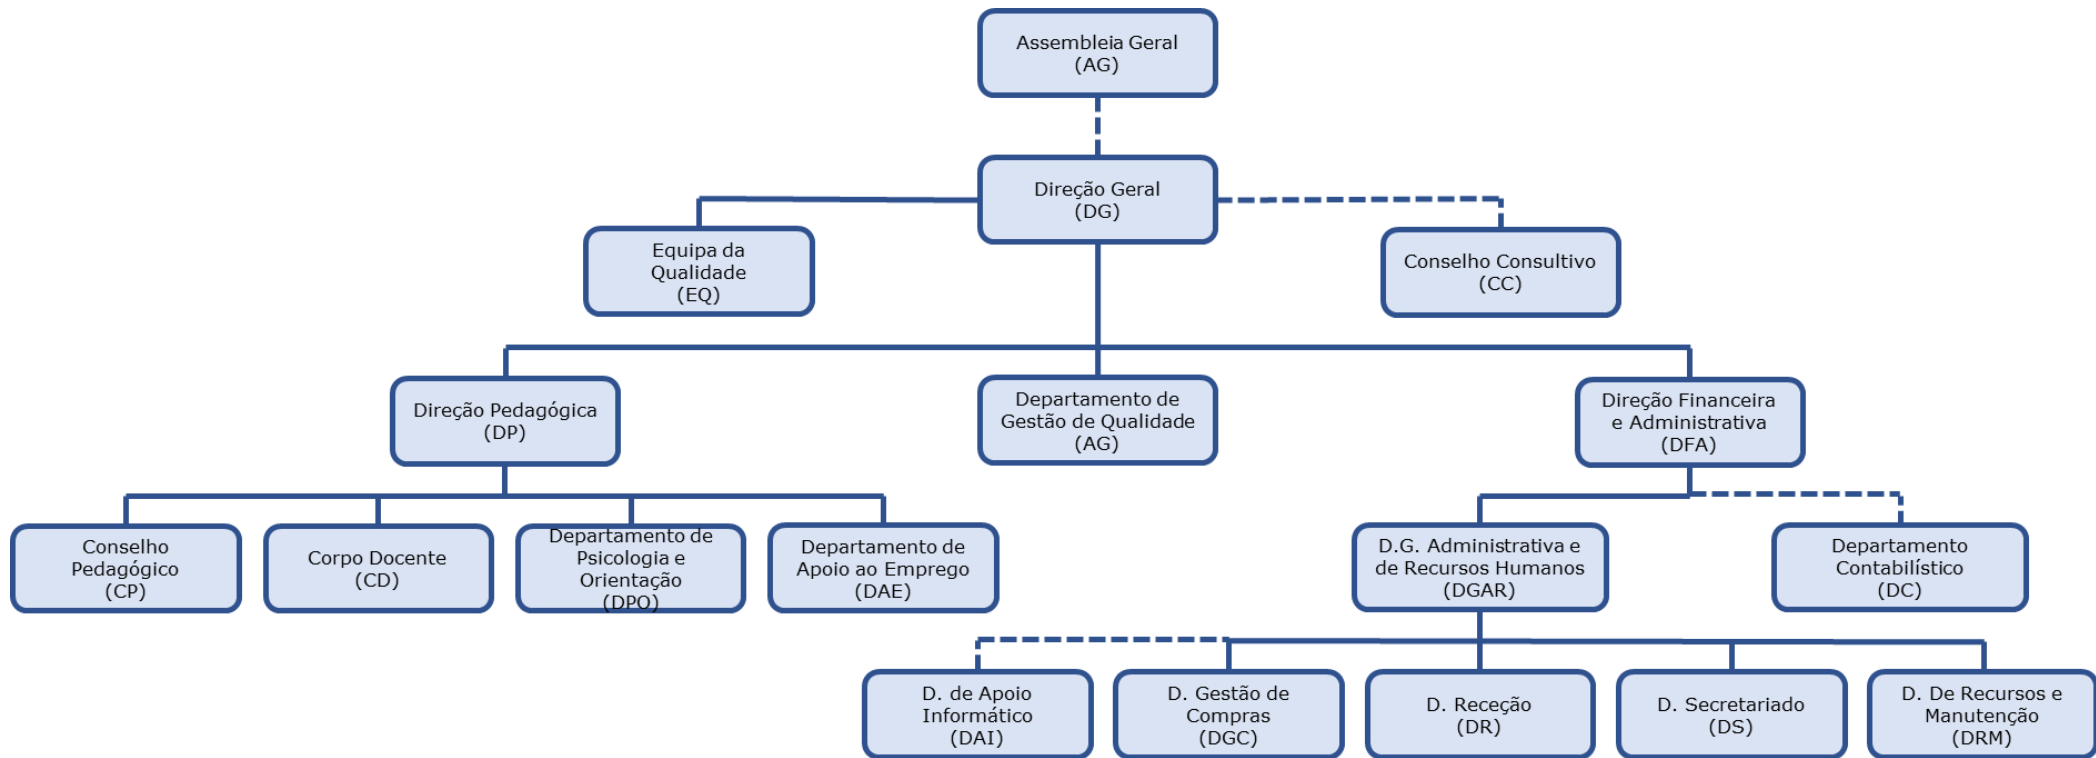 Assembleia Geral
(AG)
Direção Geral
(DG)
Equipa da
Qualidade
(EQ)
Conselho Consultivo
(CC)
Direção Pedagógica
(DP)
Departamento de
Gestão de Qualidade
(AG)
Direção Financeira
e Administrativa
(DFA)
Conselho
Pedagógico
(CP)
Corpo Docente
(CD)
Departamento de
Psicologia e
Orientação
(DPO)
Departamento de
Apoio ao Emprego
(DAE)
D.G. Administrativa e
de Recursos Humanos
(DGAR)
Departamento
Contabilístico
(DC)
D. de Apoio
Informático
(DAI)
D. Gestão de
Compras
(DGC)
D. Receção
(DR)
D. Secretariado
(DS)
D. De Recursos e
Manutenção
(DRM)